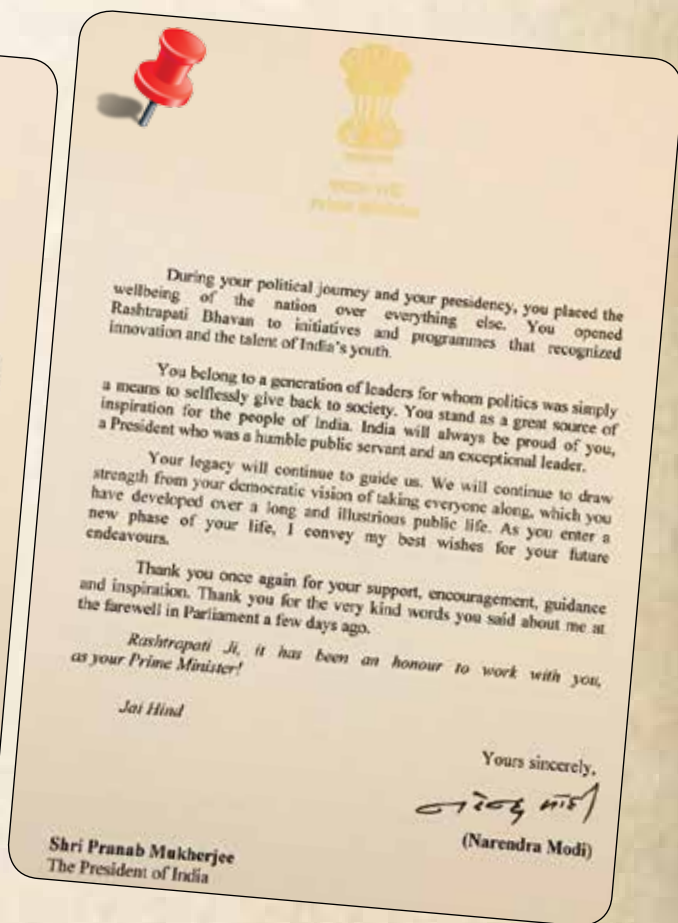 Prime Minister
During your political journey and your presidency, you placed the
wellbeing of the nation over everything else. You opened
Rashtrapati Bhavan to initiatives and programmes that recognized
innovation and the talent of India's youth.
You belong to a generation of leaders for whom politics was simply
a means to selflessly give back to society. You stand as a great source of
inspiration for the people of India. India will always be proud of you,
a President who was a humble public servant and an exceptional leader.
Your legacy will continue to guide us. We will continue to draw
strength from your democratic vision of taking everyone along, which you
have developed over a long and illustrious public life. As you enter a
new phase of your life, I convey my best wishes for your future
endeavours.
Thank you once again for your support, encouragement, guidance
and inspiration. Thank you for the very kind words you said about me at
the farewell in Parliament a few days ago.
Rashtrapati Ji, it has been an honour to work with you,
as your Prime Minister!
Jai Hind
Yours sincerely,
नरेन्द्र मोदी
(Narendra Modi)
Shri Pranab Mukherjee
The President of India